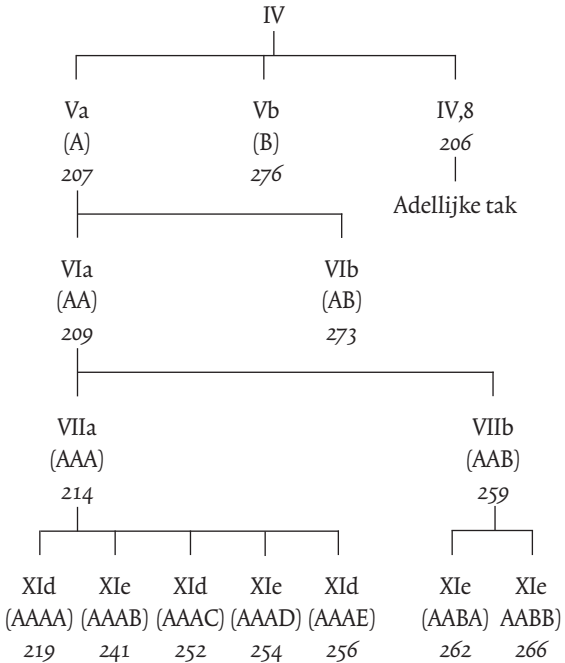 IV
Va Vb IV,8
(A) (B) 206
207 276
Adellijke tak
VIa VIb
(AA) (AB)
209 273
VIIa VIIb
(AAA) (AAB)
214 259
XId XIe XId XIe XId XIe XIe
(AAAA) (AAAB) (AAAC) (AAAD) (AAAE) (AABA) AABB)
219 241 252 254 256 262 266